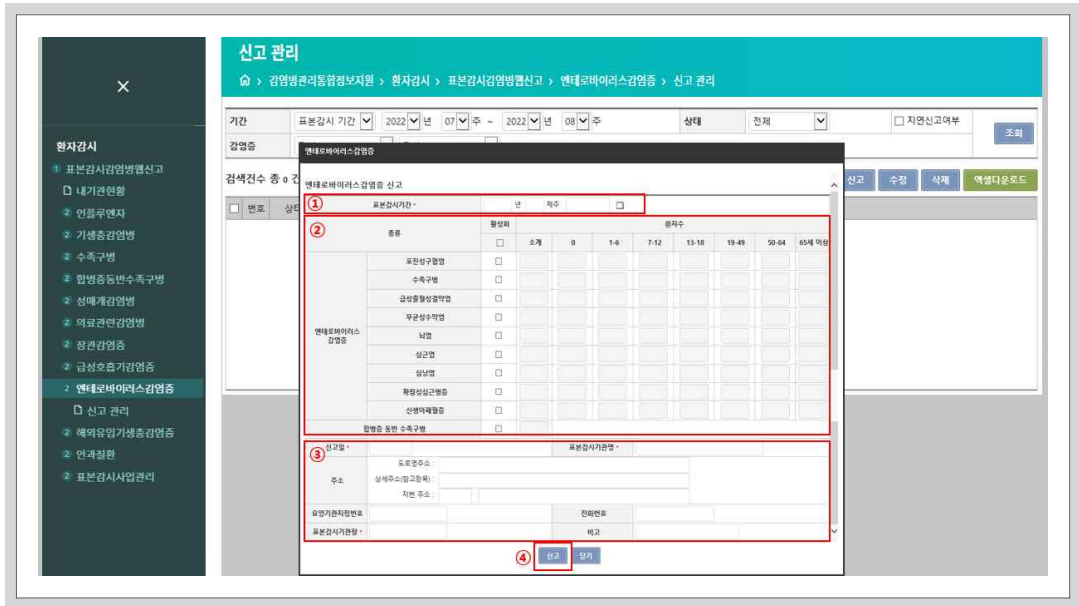 신고 관리
감염병관리통합정보지원 > 환자감시 > 표본감시감염병웹신고 > 엔테로바이러스감염증 > 신고 관리
×
환자감시
1 표본감시감염병웹신고
내기관현황
2 인플루엔자
2 기생충감염병
2 수족구병
2 합병증동반수족구병
2 성매개감염병
2 의료관련감염병
2 장관감염증
2 급성호흡기감염증
2 엔테로바이러스감염증
신고 관리
2 해외유입기생충감염증
2 안과질환
2 표본감시사업관리
기간 표본감시 기간 2022 년 07 주 ~ 2022 년 08 주 상태 전체 지연신고여부
감염증
조회
검색건수 총 0 건
신고 수정 삭제 엑셀다운로드
번호 상태
엔테로바이러스감염증
엔테로바이러스감염증 신고
① 표본감시기간 * 년 제주
② 종류 활성화 환자수
소계 0 1-6 7-12 13-18 19-49 50-64 65세 이상
엔테로바이러스
감염증
포진성구협염
수족구병
급성출혈성결막염
무균성수막염
뇌염
심근염
심낭염
확장성심근병증
신생아패혈증
합병증 동반 수족구병
③ 신고일 * 표본감시기관명 *
주소
도로명주소 :
상세주소(참고항목) :
지번 주소 :
요양기관지정번호 전화번호
표본감시기관장 * 비고
④ 신고 닫기